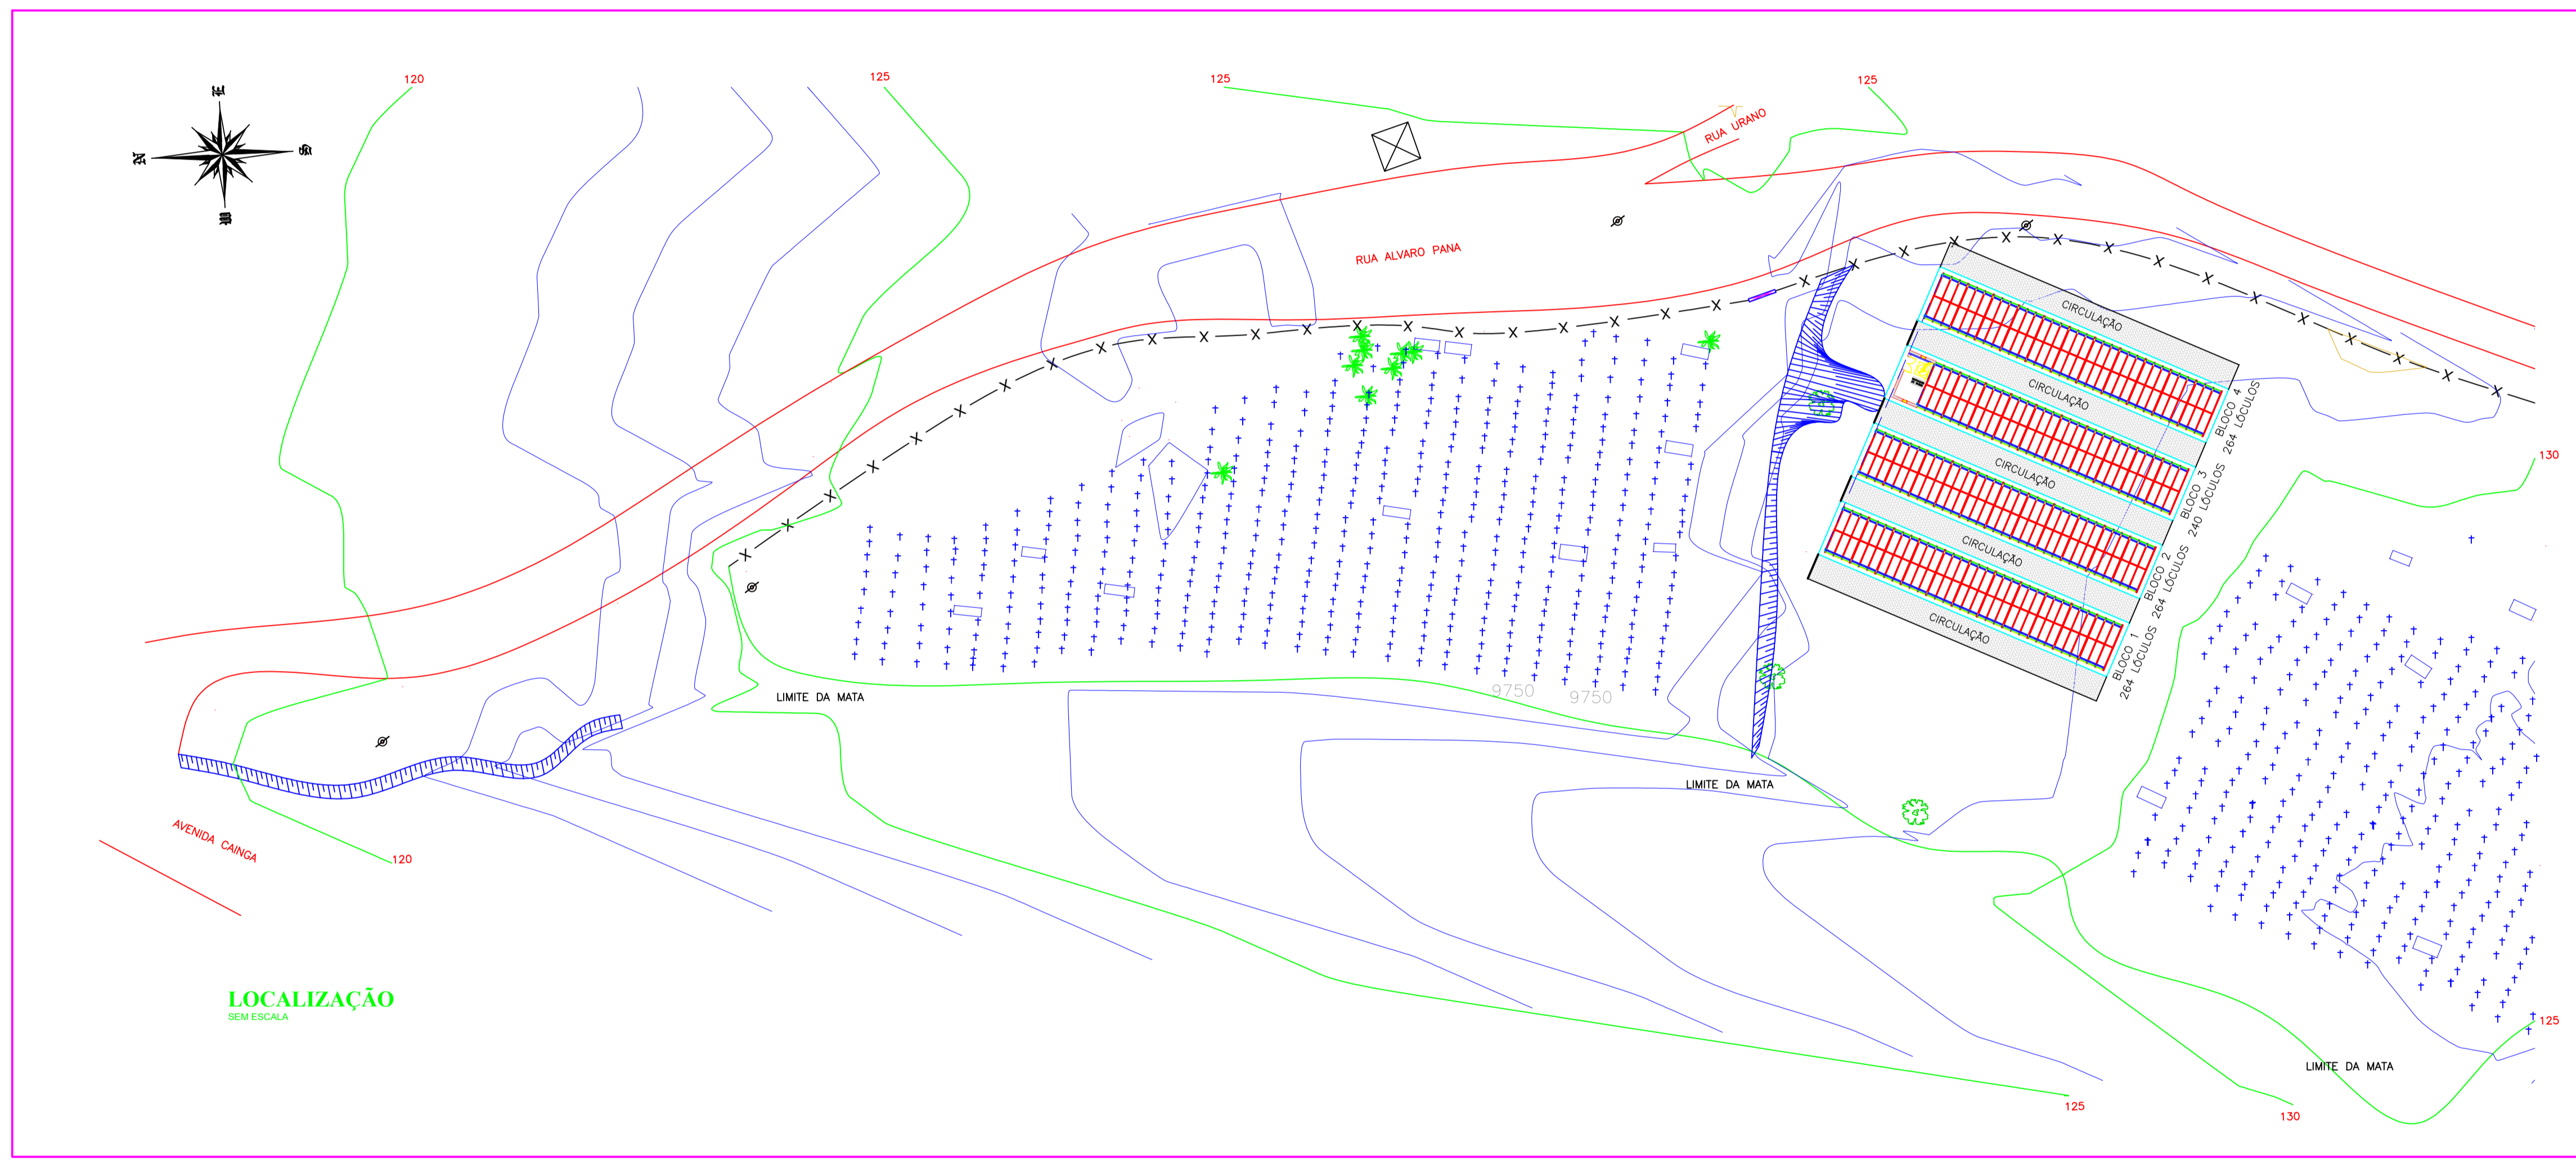 120
125
125
125
E
N
S
W
RUA URANO
RUA ALVARO PANA
CIRCULAÇÃO
CIRCULAÇÃO
CIRCULAÇÃO
CIRCULAÇÃO
CIRCULAÇÃO
BLOCO 4
264 LÓCULOS
BLOCO 3
240 LÓCULOS
BLOCO 2
264 LÓCULOS
BLOCO 1
264 LÓCULOS
130
LIMITE DA MATA
9750
9750
LIMITE DA MATA
AVENIDA CAINGA
120
LOCALIZAÇÃO
SEM ESCALA
125
LIMITE DA MATA
125
130